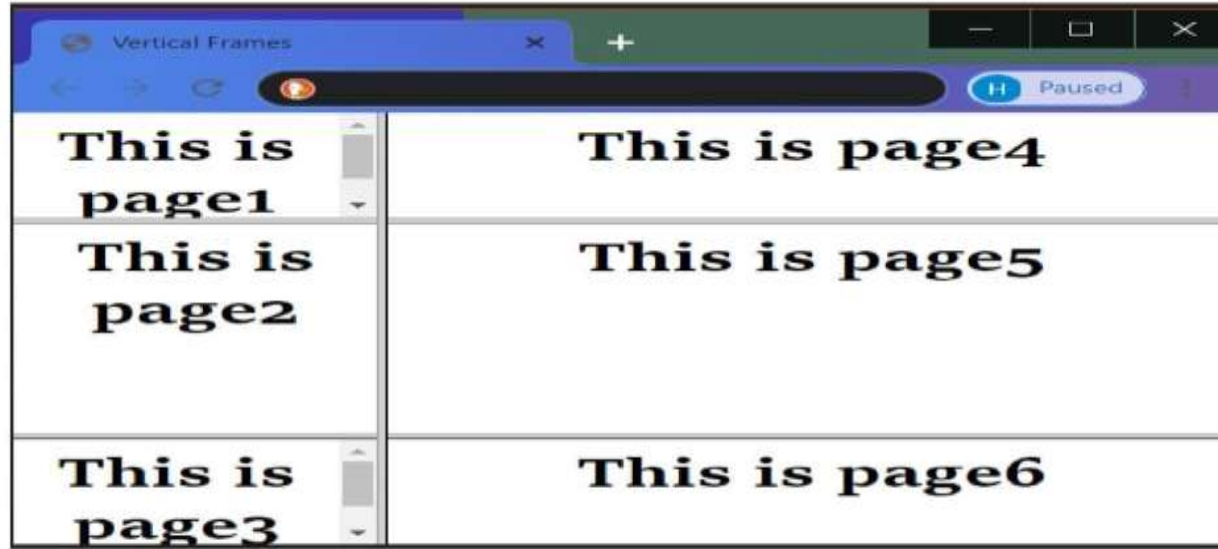 Vertical Frames
H Paused
This is
page1
This is page4
This is
page2
This is page5
This is
page3
This is page6